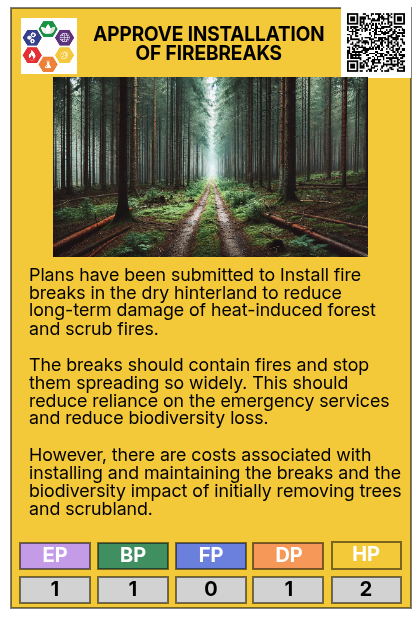 APPROVE INSTALLATION
OF FIREBREAKS
Plans have been submitted to Install fire
breaks in the dry hinterland to reduce
long-term damage of heat-induced forest
and scrub fires.
The breaks should contain fires and stop
them spreading so widely. This should
reduce reliance on the emergency services
and reduce biodiversity loss.
However, there are costs associated with
installing and maintaining the breaks and the
biodiversity impact of initially removing trees
and scrubland.
EP BP FP DP HP
1 1 0 1 2